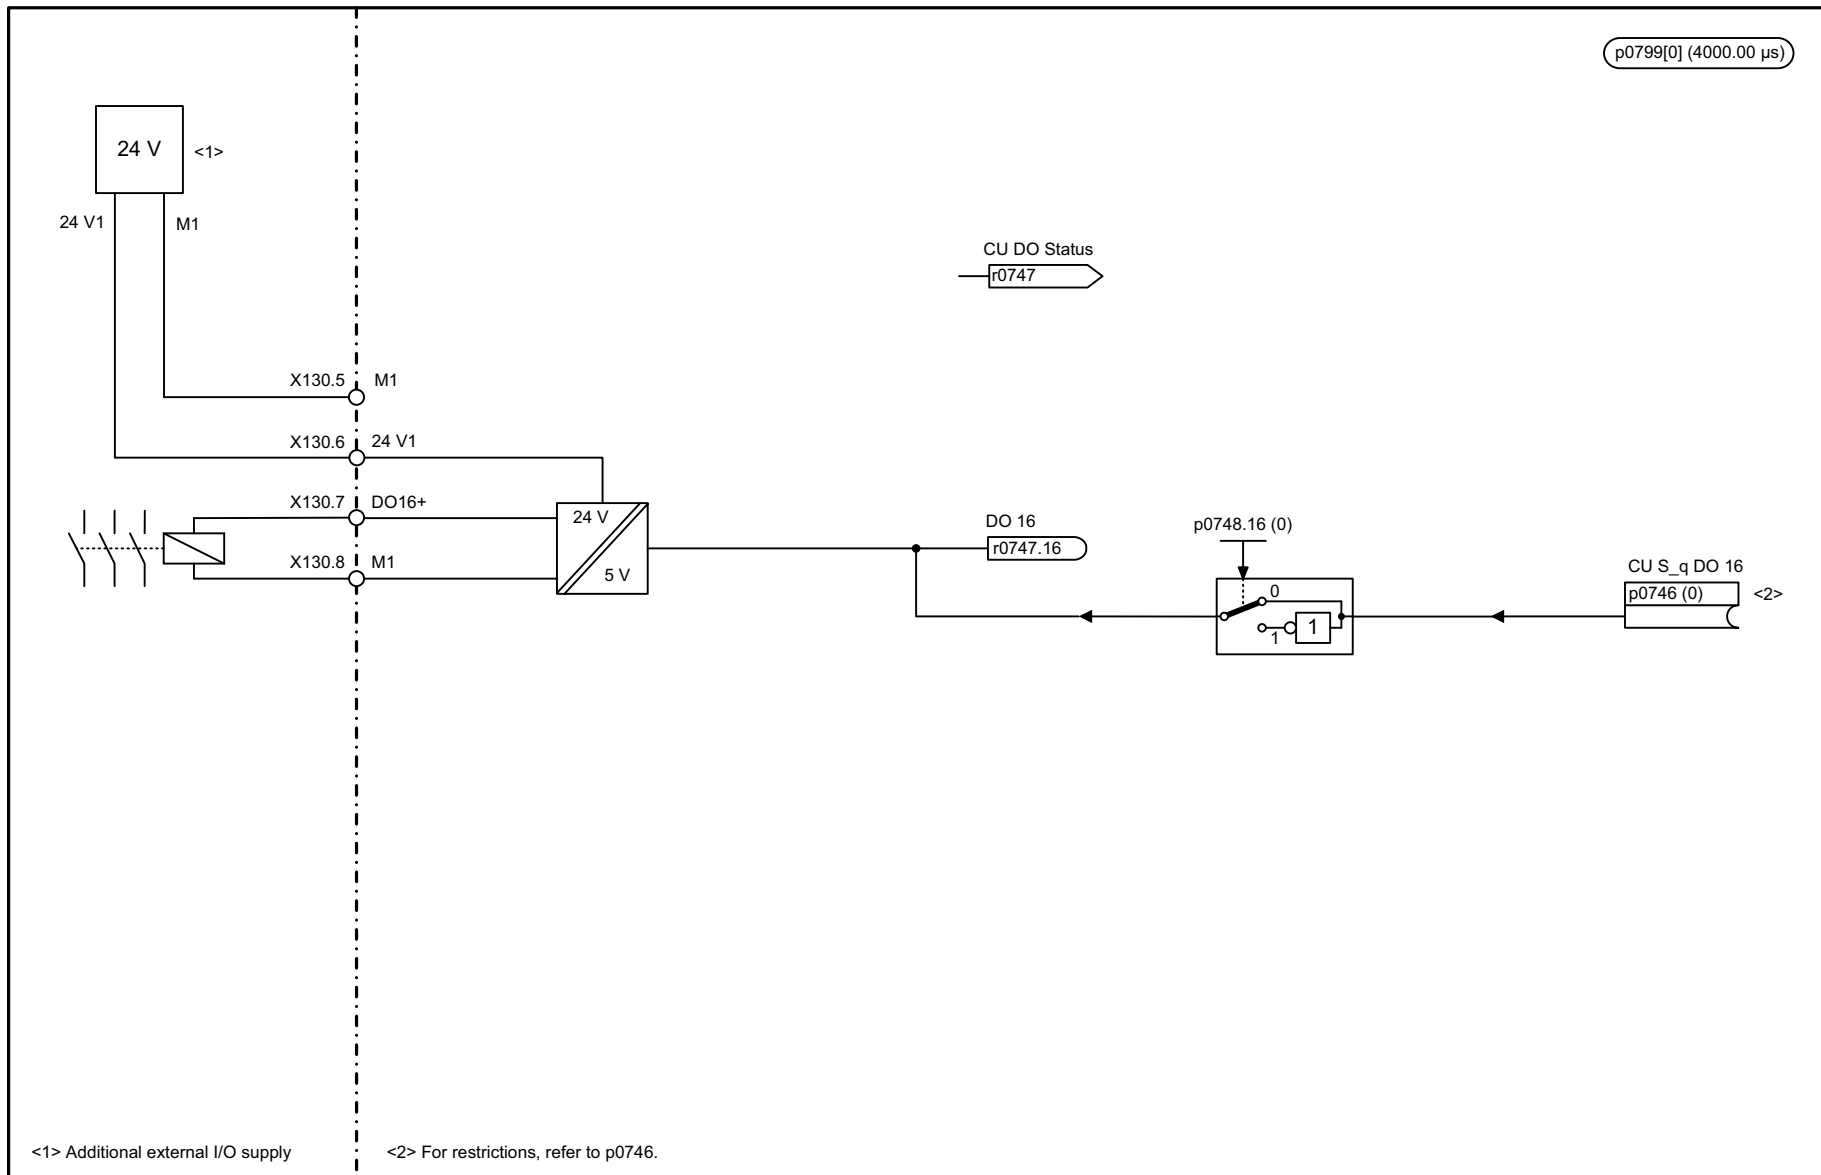 p0799[0] (4000.00 µs)
24 V
<1>
24 V1
M1
CU DO Status
r0747
X130.5
M1
X130.6
24 V1
X130.7
DO16+
24 V
5 V
X130.8
M1
DO 16
r0747.16
p0748.16 (0)
0
1
1
CU S_q DO 16
p0746 (0)
<2>
<1> Additional external I/O supply
<2> For restrictions, refer to p0746.